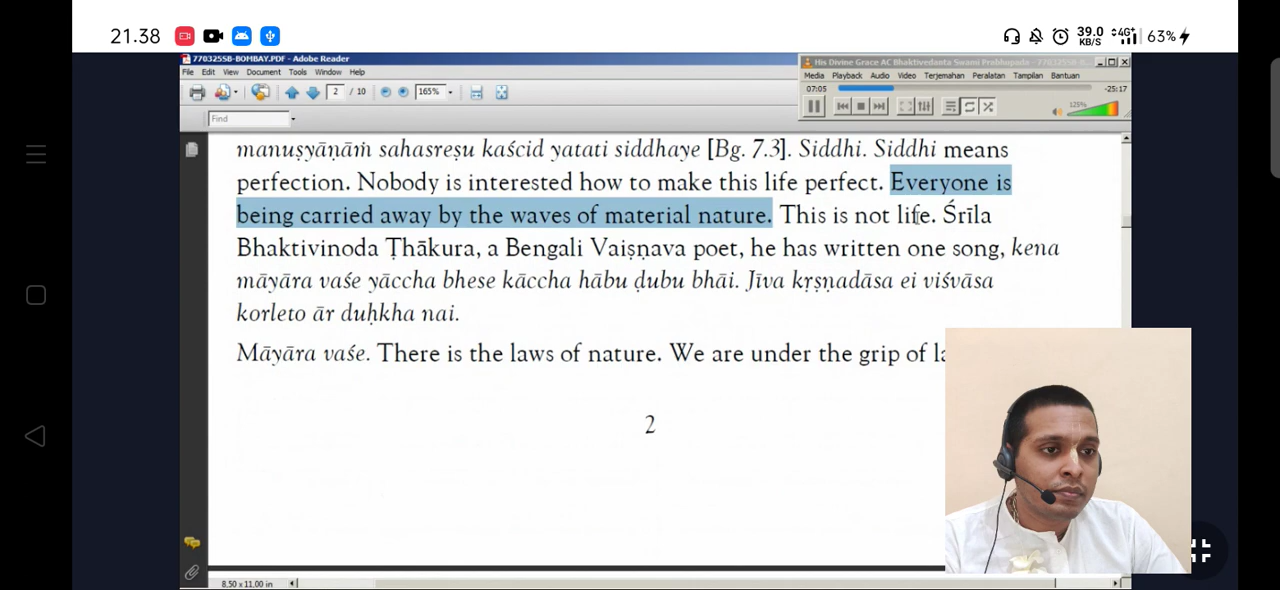 21.38
39.0
KB/S
4G+
63%
770325SB-BOMBAY.PDF - Adobe Reader
His Divine Grace AC Bhaktivedanta Swami Prabhupada - 770325SB-B
File Edit View Document Tools Window Help
Media Playback Audio Video Terjemahan Peralatan Tampilan Bantuan
07:05
-25:17
2 / 10
165%
125%
Find
manuṣyāṇāṁ sahasreṣu kaścid yatati siddhaye [Bg. 7.3]. Siddhi. Siddhi means
perfection. Nobody is interested how to make this life perfect. Everyone is
being carried away by the waves of material nature. This is not life. Śrīla
Bhaktivinoda Ṭhākura, a Bengali Vaiṣṇava poet, he has written one song, kena
māyāra vaśe yāccha bhese kāccha hābu ḍubu bhāi. Jīva kṛṣṇadāsa ei viśvāsa
korleto ār duḥkha nai.
Māyāra vaśe. There is the laws of nature. We are under the grip of la
2
8,50 x 11,00 in